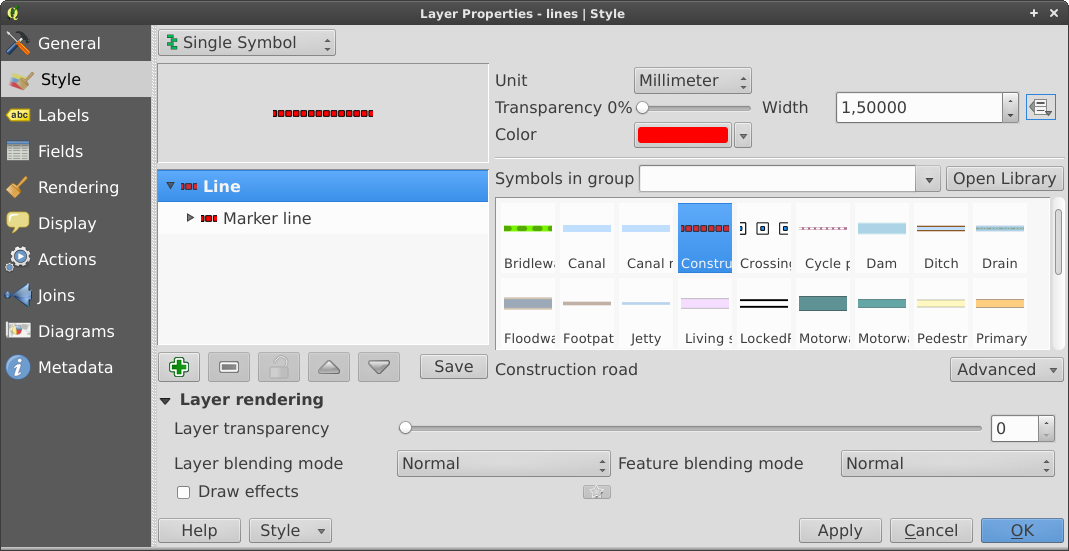 Layer Properties - lines | Style
General
Style
abc Labels
Fields
Rendering
Display
Actions
Joins
Diagrams
Metadata
Single Symbol
Unit
Millimeter
Transparency 0%
Width
1,50000
Color
Line
Marker line
Symbols in group
Open Library
Bridlewa
Canal
Canal r
Constru
Crossing
Cycle p
Dam
Ditch
Drain
Floodwa
Footpat
Jetty
Living s
LockedF
Motorwa
Motorwa
Pedestr
Primary
Save
Construction road
Advanced
Layer rendering
Layer transparency
0
Layer blending mode
Normal
Feature blending mode
Normal
Draw effects
Help
Style
Apply
Cancel
OK